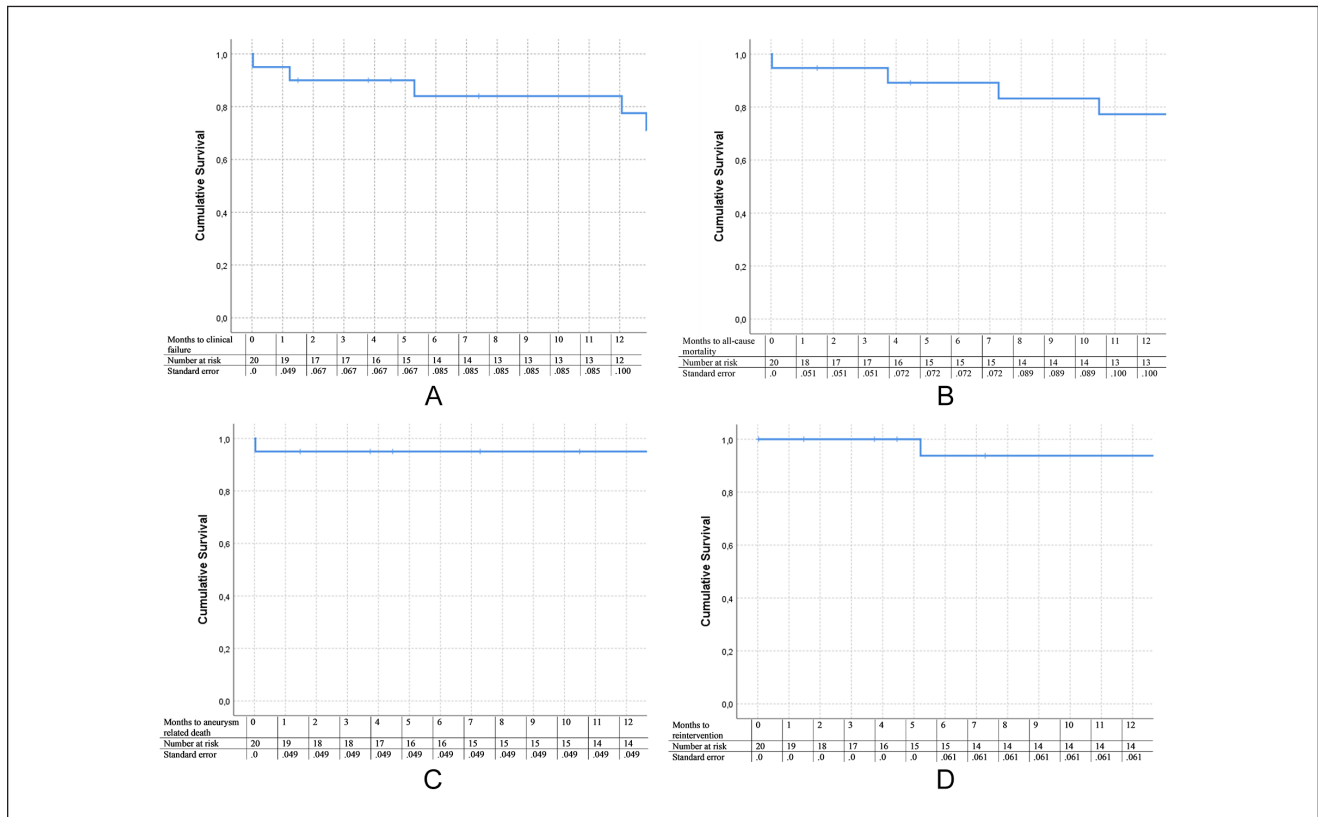 1,0
0,8
0,6
0,4
0,2
0,0
Cumulative Survival
Months to clinical failure 0 1 2 3 4 5 6 7 8 9 10 11 12
Number at risk 20 19 17 17 16 15 14 14 13 13 13 13 12
Standard error .0 .049 .067 .067 .067 .067 .085 .085 .085 .085 .085 .085 .100
A
1,0
0,8
0,6
0,4
0,2
0,0
Cumulative Survival
Months to all-cause mortality 0 1 2 3 4 5 6 7 8 9 10 11 12
Number at risk 20 18 17 17 16 15 15 15 14 14 14 13 13
Standard error .0 .051 .051 .051 .072 .072 .072 .072 .089 .089 .089 .100 .100
B
1,0
0,8
0,6
0,4
0,2
0,0
Cumulative Survival
Months to aneurysm related death 0 1 2 3 4 5 6 7 8 9 10 11 12
Number at risk 20 19 18 18 17 16 16 15 15 15 15 14 14
Standard error .0 .049 .049 .049 .049 .049 .049 .049 .049 .049 .049 .049 .049
C
1,0
0,8
0,6
0,4
0,2
0,0
Cumulative Survival
Months to reintervention 0 1 2 3 4 5 6 7 8 9 10 11 12
Number at risk 20 19 18 17 16 15 15 14 14 14 14 14 14
Standard error .0 .0 .0 .0 .0 .0 .061 .061 .061 .061 .061 .061 .061
D